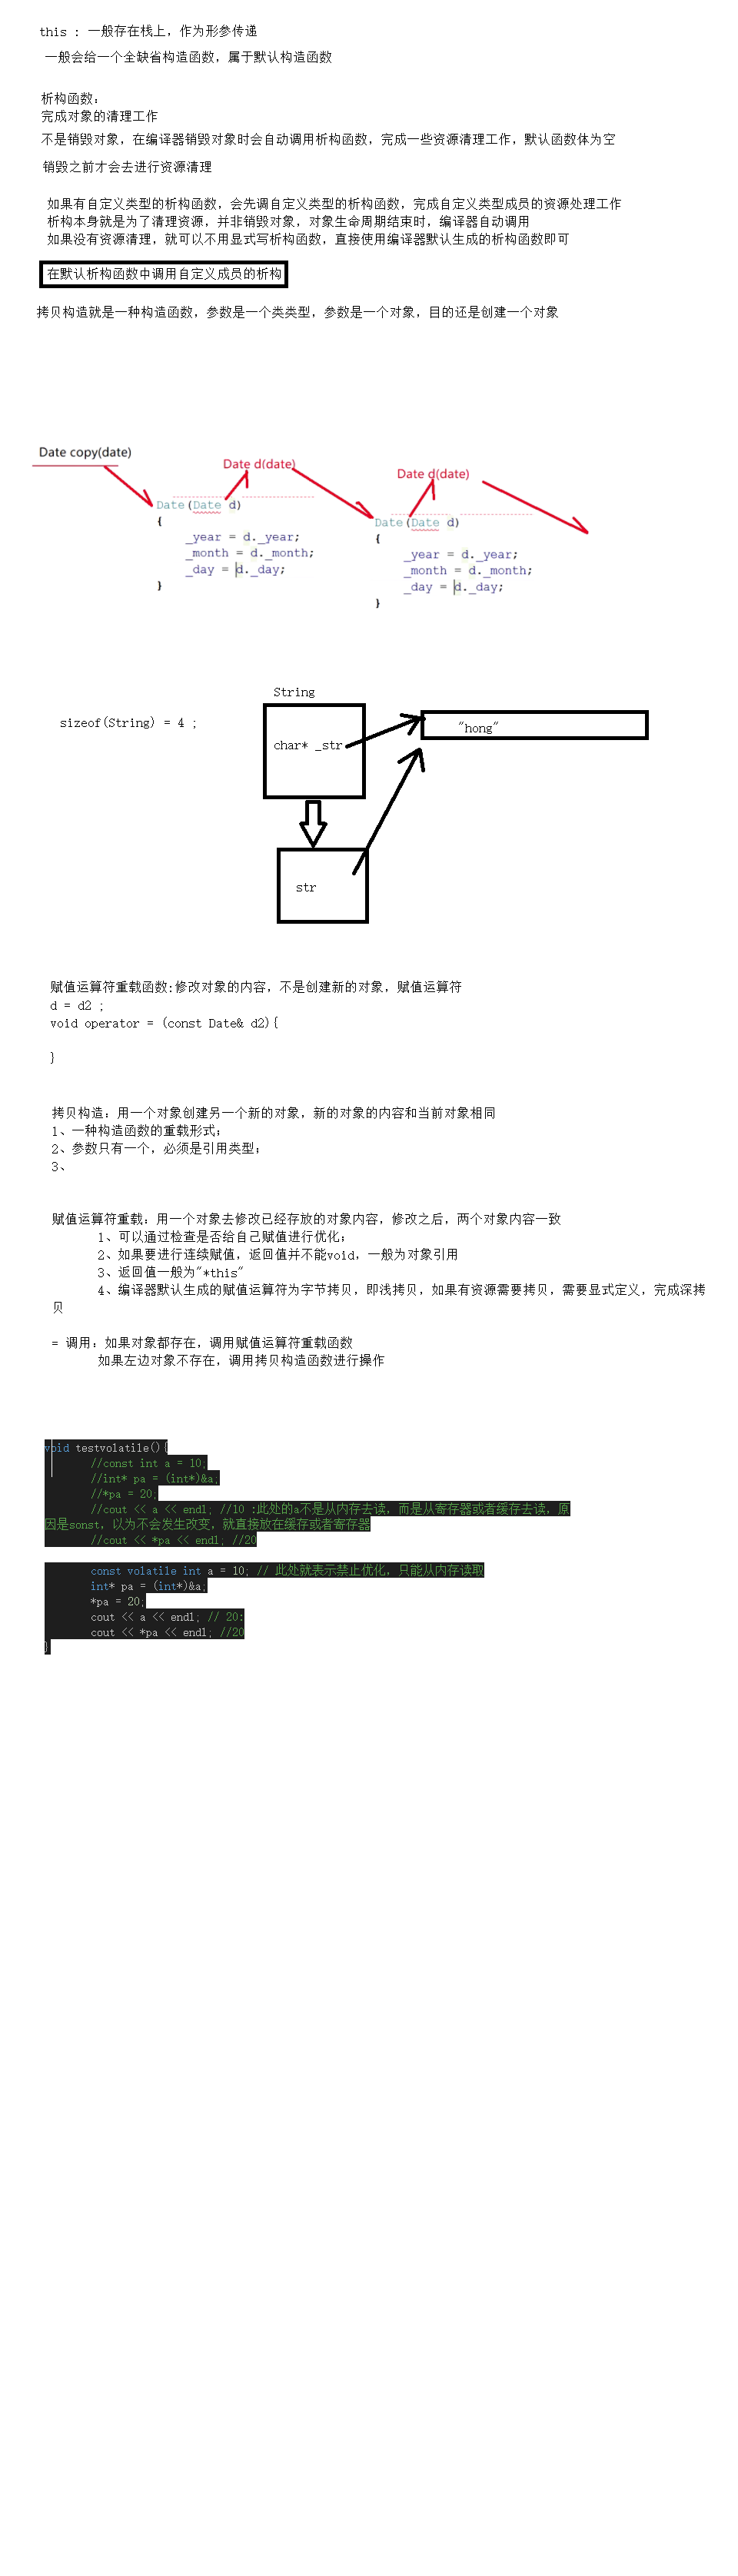 this : 一般存在栈上，作为形参传递
一般会给一个全缺省构造函数，属于默认构造函数
析构函数：
完成对象的清理工作
不是销毁对象，在编译器销毁对象时会自动调用析构函数，完成一些资源清理工作，默认函数体为空
销毁之前才会去进行资源清理
如果有自定义类型的析构函数，会先调自定义类型的析构函数，完成自定义类型成员的资源处理工作
析构本身就是为了清理资源，并非销毁对象，对象生命周期结束时，编译器自动调用
如果没有资源清理，就可以不用显式写析构函数，直接使用编译器默认生成的析构函数即可
在默认析构函数中调用自定义成员的析构
拷贝构造就是一种构造函数，参数是一个类类型，参数是一个对象，目的还是创建一个对象
Date copy(date)
Date d(date)
Date d(date)
Date(Date d)
{
_year = d._year;
_month = d._month;
_day = d._day;
}
Date(Date d)
{
_year = d._year;
_month = d._month;
_day = d._day;
}
String
sizeof(String) = 4 ;
char* _str
"hong"
str
赋值运算符重载函数:修改对象的内容，不是创建新的对象，赋值运算符
d = d2 ;
void operator = (const Date& d2){
}
拷贝构造：用一个对象创建另一个新的对象，新的对象的内容和当前对象相同
1、一种构造函数的重载形式；
2、参数只有一个，必须是引用类型；
3、
赋值运算符重载：用一个对象去修改已经存放的对象内容，修改之后，两个对象内容一致
1、可以通过检查是否给自己赋值进行优化；
2、如果要进行连续赋值，返回值并不能void，一般为对象引用
3、返回值一般为"*this"
4、编译器默认生成的赋值运算符为字节拷贝，即浅拷贝，如果有资源需要拷贝，需要显式定义，完成深拷
贝
= 调用：如果对象都存在，调用赋值运算符重载函数
如果左边对象不存在，调用拷贝构造函数进行操作
void testvolatile(){
//const int a = 10;
//int* pa = (int*)&a;
//*pa = 20;
//cout << a << endl; //10 :此处的a不是从内存去读，而是从寄存器或者缓存去读，原
因是sonst，以为不会发生改变，就直接放在缓存或者寄存器
//cout << *pa << endl; //20
const volatile int a = 10; // 此处就表示禁止优化，只能从内存读取
int* pa = (int*)&a;
*pa = 20;
cout << a << endl; // 20:
cout << *pa << endl; //20
}